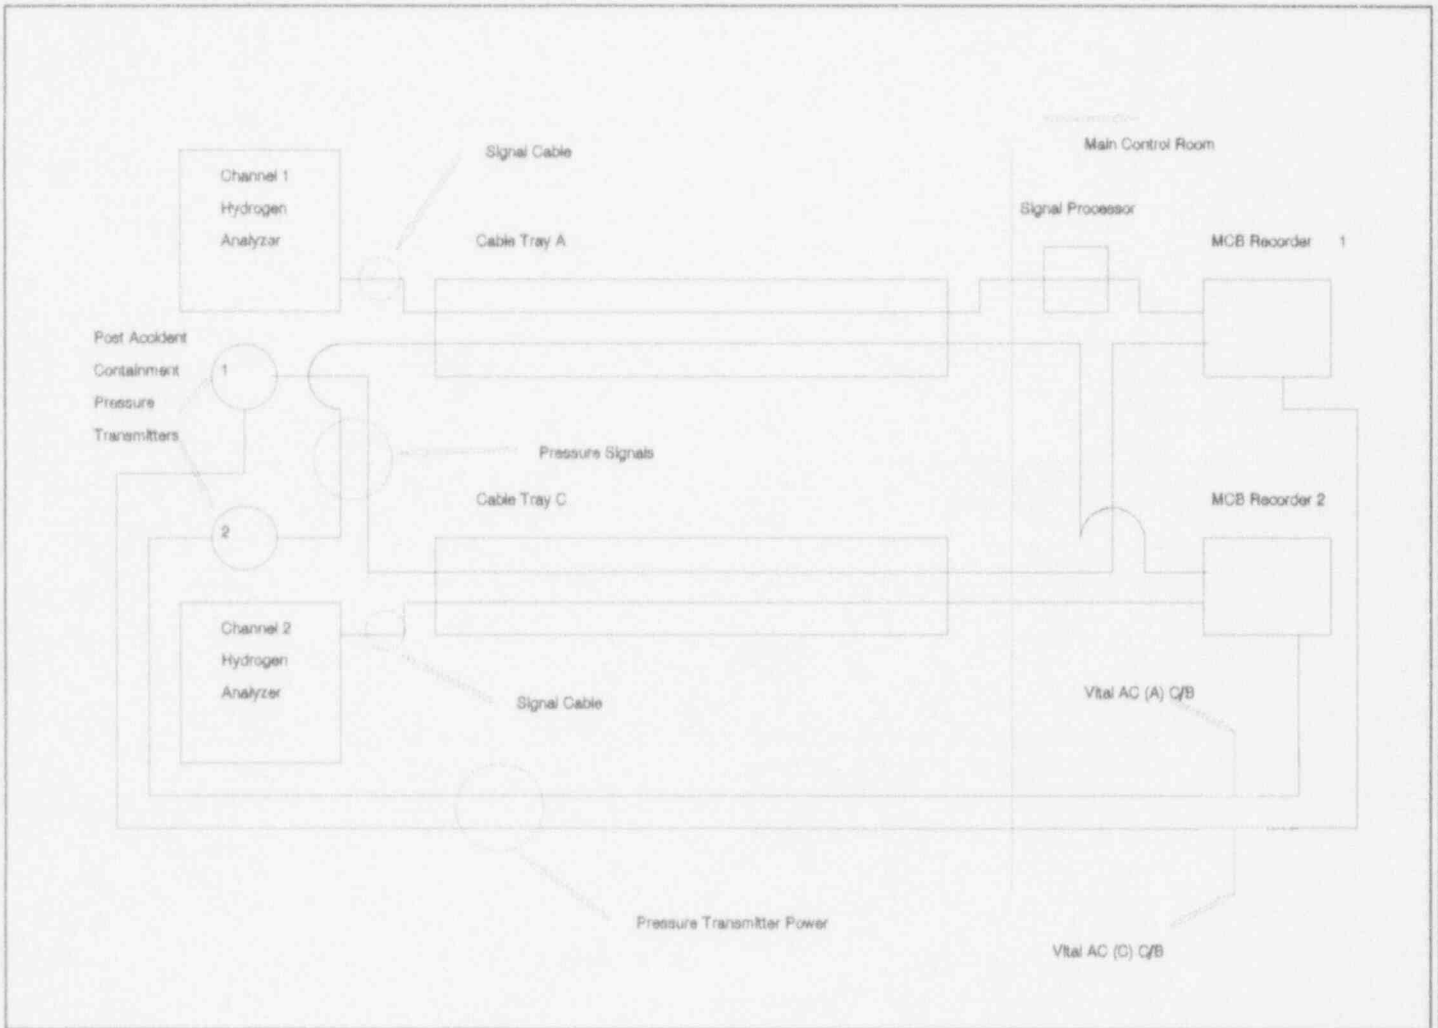 Main Control Room
Signal Cable
Channel 1
Hydrogen
Analyzer
Signal Processor
Cable Tray A
MCB Recorder 1
Post Accident
Containment
Pressure
Transmitters
1
Pressure Signals
Cable Tray C
MCB Recorder 2
2
Channel 2
Hydrogen
Analyzer
Signal Cable
Vital AC (A) C/B
Pressure Transmitter Power
Vital AC (C) C/B